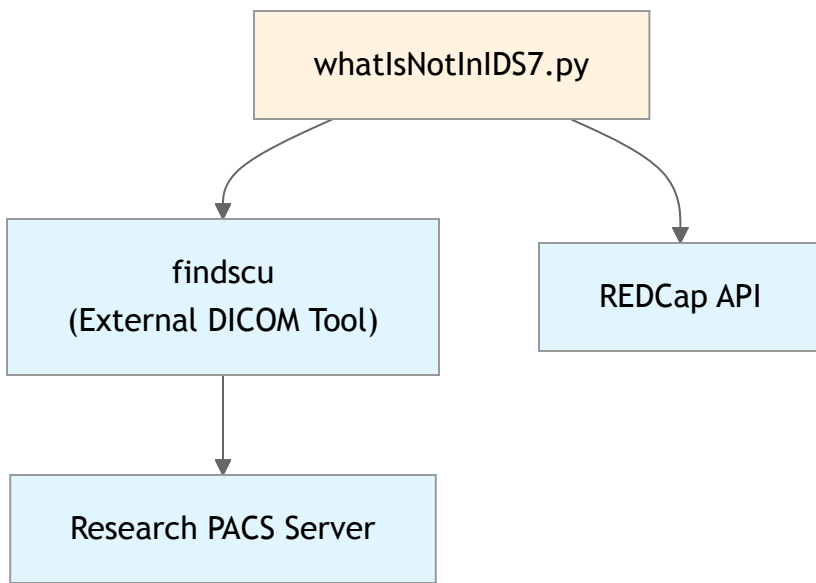 whatIsNotInIDS7.py
findscu
(External DICOM Tool)
REDCap API
Research PACS Server